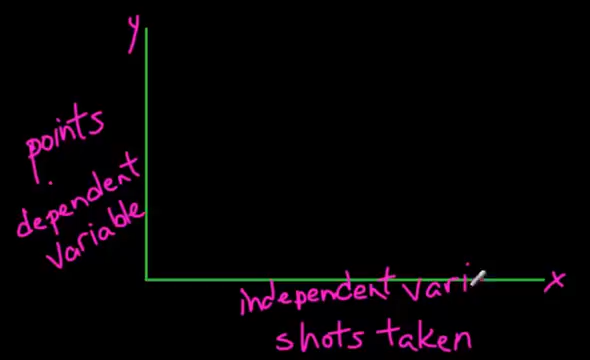 y
points
dependent
variable
x
independent vari
shots taken